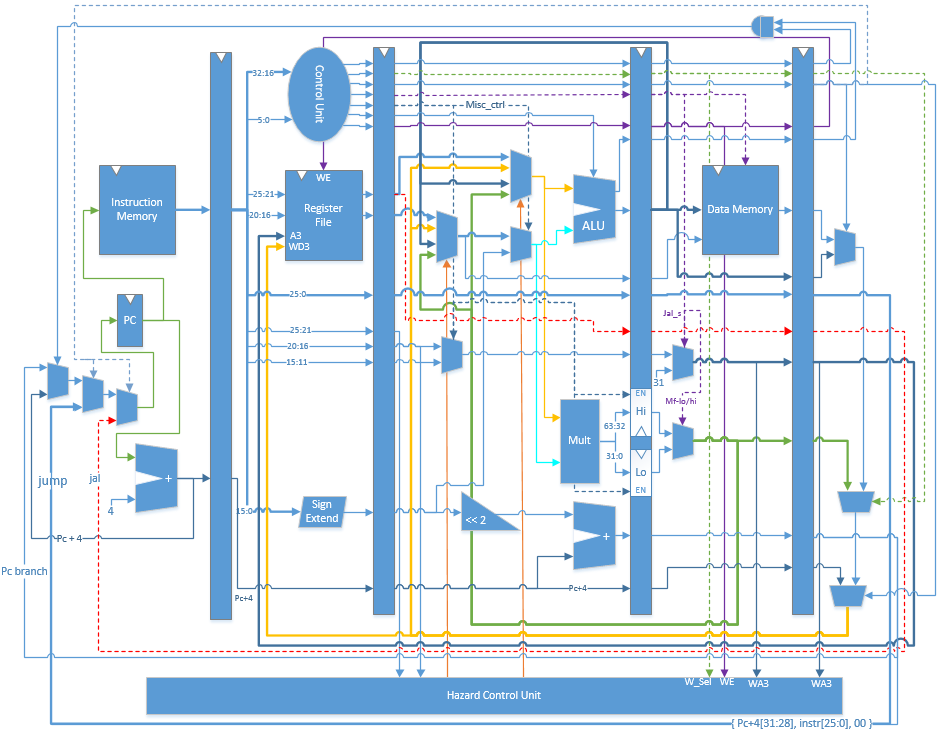 32:16
5:0
Control
Unit
Misc_ctrl
WE
Instruction
Memory
25:21
20:16
Register
File
A3
WD3
ALU
Data Memory
25:0
PC
25:21
20:16
15:11
Jal_s
31
EN
Mf-lo/hi
Hi
63:32
Mult
31:0
Lo
EN
jump
jal
+
4
15:0
Sign
Extend
<< 2
+
Pc + 4
Pc branch
Pc+4
Pc+4
W_Sel
WE
WA3
WA3
Hazard Control Unit
{ Pc+4[31:28], instr[25:0], 00 }